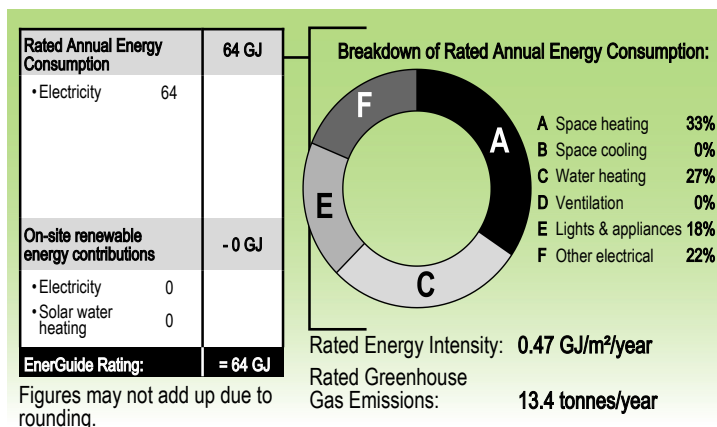 Rated Annual Energy
Consumption
64 GJ
• Electricity 64
On-site renewable
energy contributions
- 0 GJ
• Electricity 0
• Solar water
heating 0
EnerGuide Rating: = 64 GJ
Figures may not add up due to
rounding.
Breakdown of Rated Annual Energy Consumption:
F
A
E
C
A Space heating 33%
B Space cooling 0%
C Water heating 27%
D Ventilation 0%
E Lights & appliances 18%
F Other electrical 22%
Rated Energy Intensity: 0.47 GJ/m²/year
Rated Greenhouse
Gas Emissions: 13.4 tonnes/year